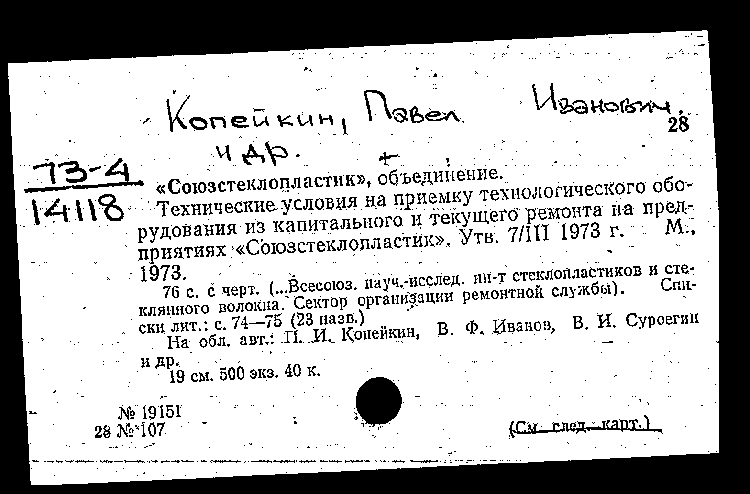 Копейкин, Павел Иванович.
28
и др.
73-4
14118
«Союзстеклопластик», объединение.
Технические условия на приемку технологического обо-
рудования из капитального и текущего ремонта на пред-
приятиях «Союзстеклопластик». Утв. 7/III 1973 г. М.,
1973.
76 с. с черт. (...Всесоюз. науч.-исслед. ин-т стеклопластиков и сте-
клянного волокна. Сектор организации ремонтной службы). Спи-
ски лит.: с. 74—75 (23 назв.)
На обл. авт.: П. И. Копейкин, В. Ф. Иванов, В. И. Суроегин
и др.
19 см. 500 экз. 40 к.
№ 19151
28 № 107
(См. след. карт.)